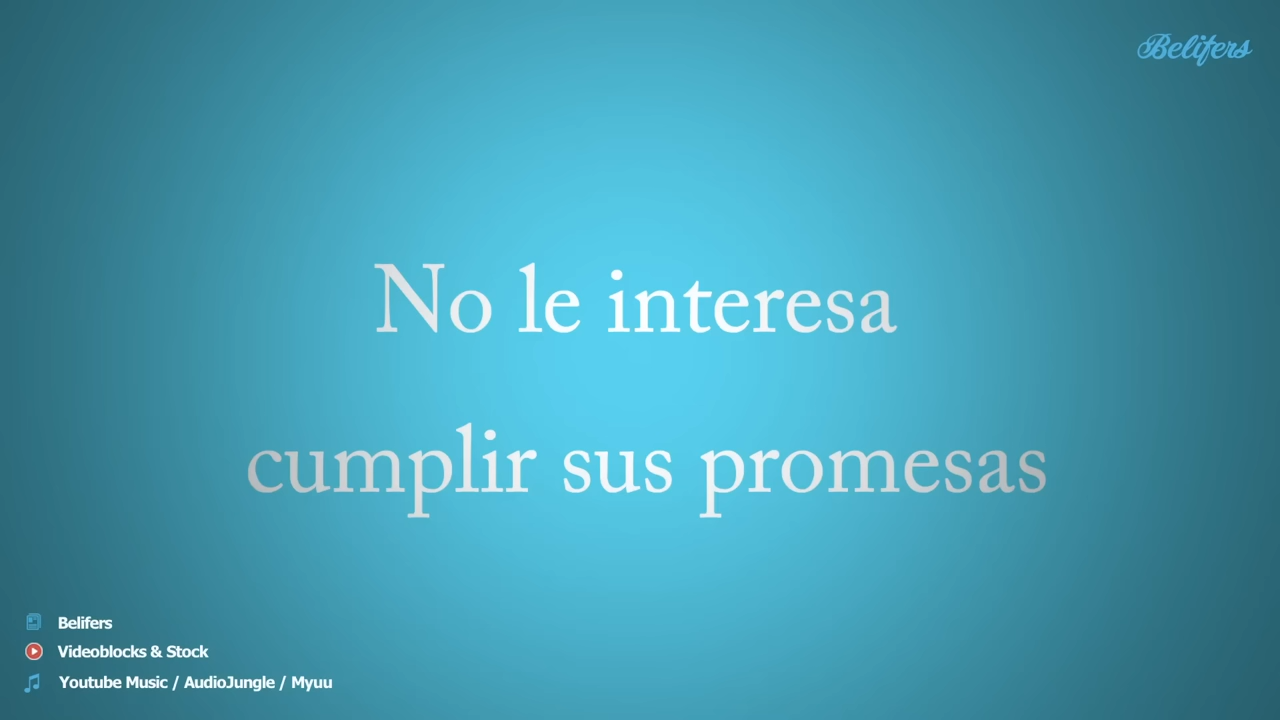 Belifers
No le interesa
cumplir sus promesas
Belifers
Videoblocks & Stock
Youtube Music / AudioJungle / Myuu